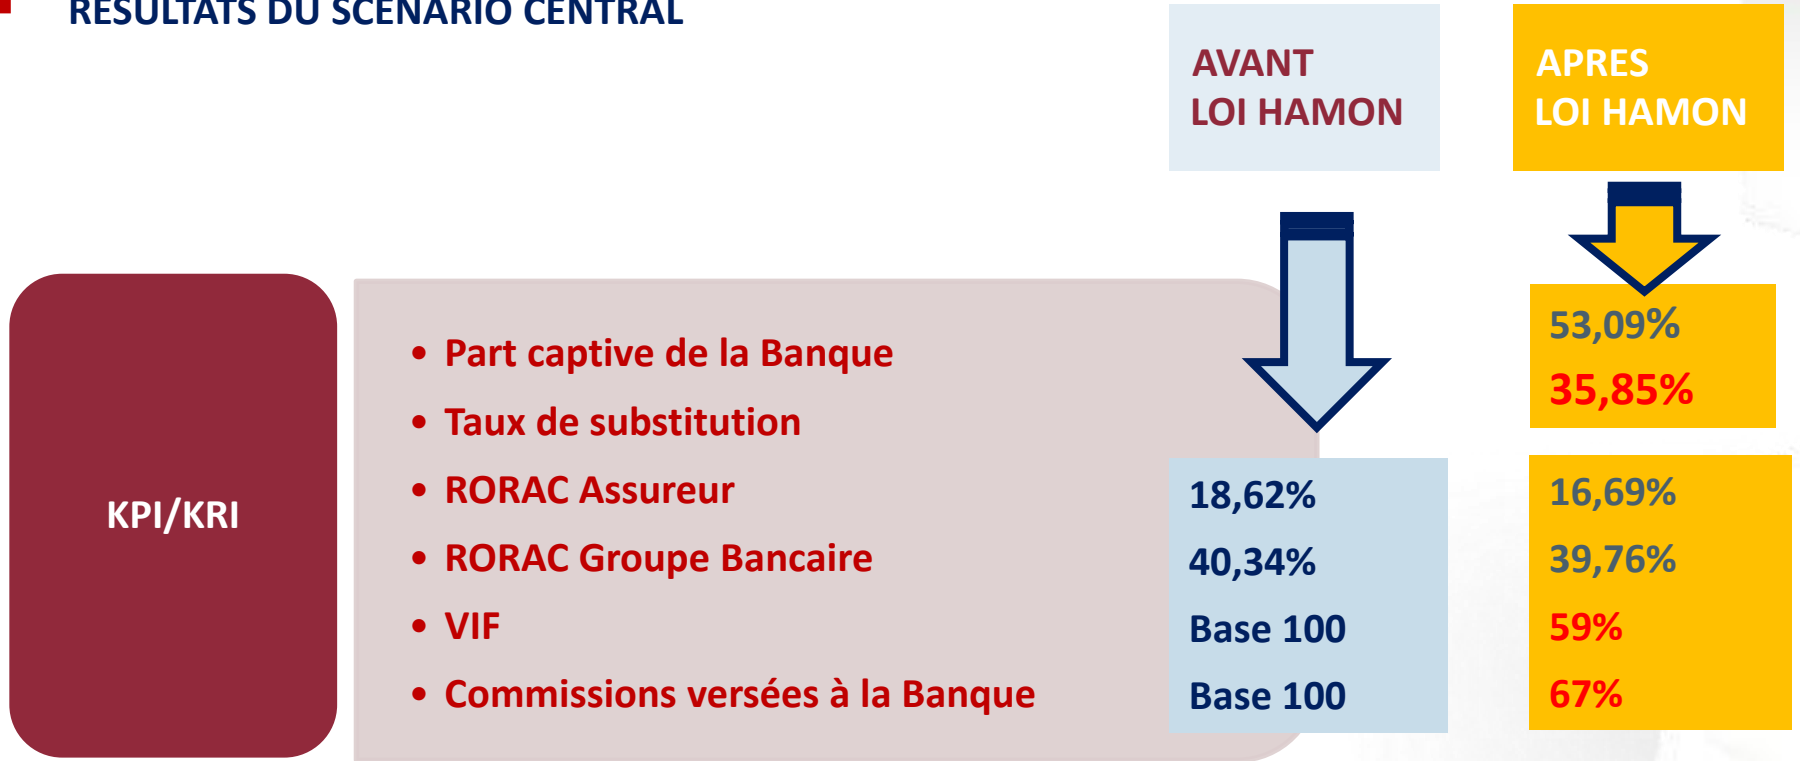 RESULTATS DU SCENARIO CENTRAL
AVANT
LOI HAMON
APRES
LOI HAMON
KPI/KRI
• Part captive de la Banque
53,09%
• Taux de substitution
35,85%
• RORAC Assureur
18,62%
16,69%
• RORAC Groupe Bancaire
40,34%
39,76%
• VIF
Base 100
59%
• Commissions versées à la Banque
Base 100
67%